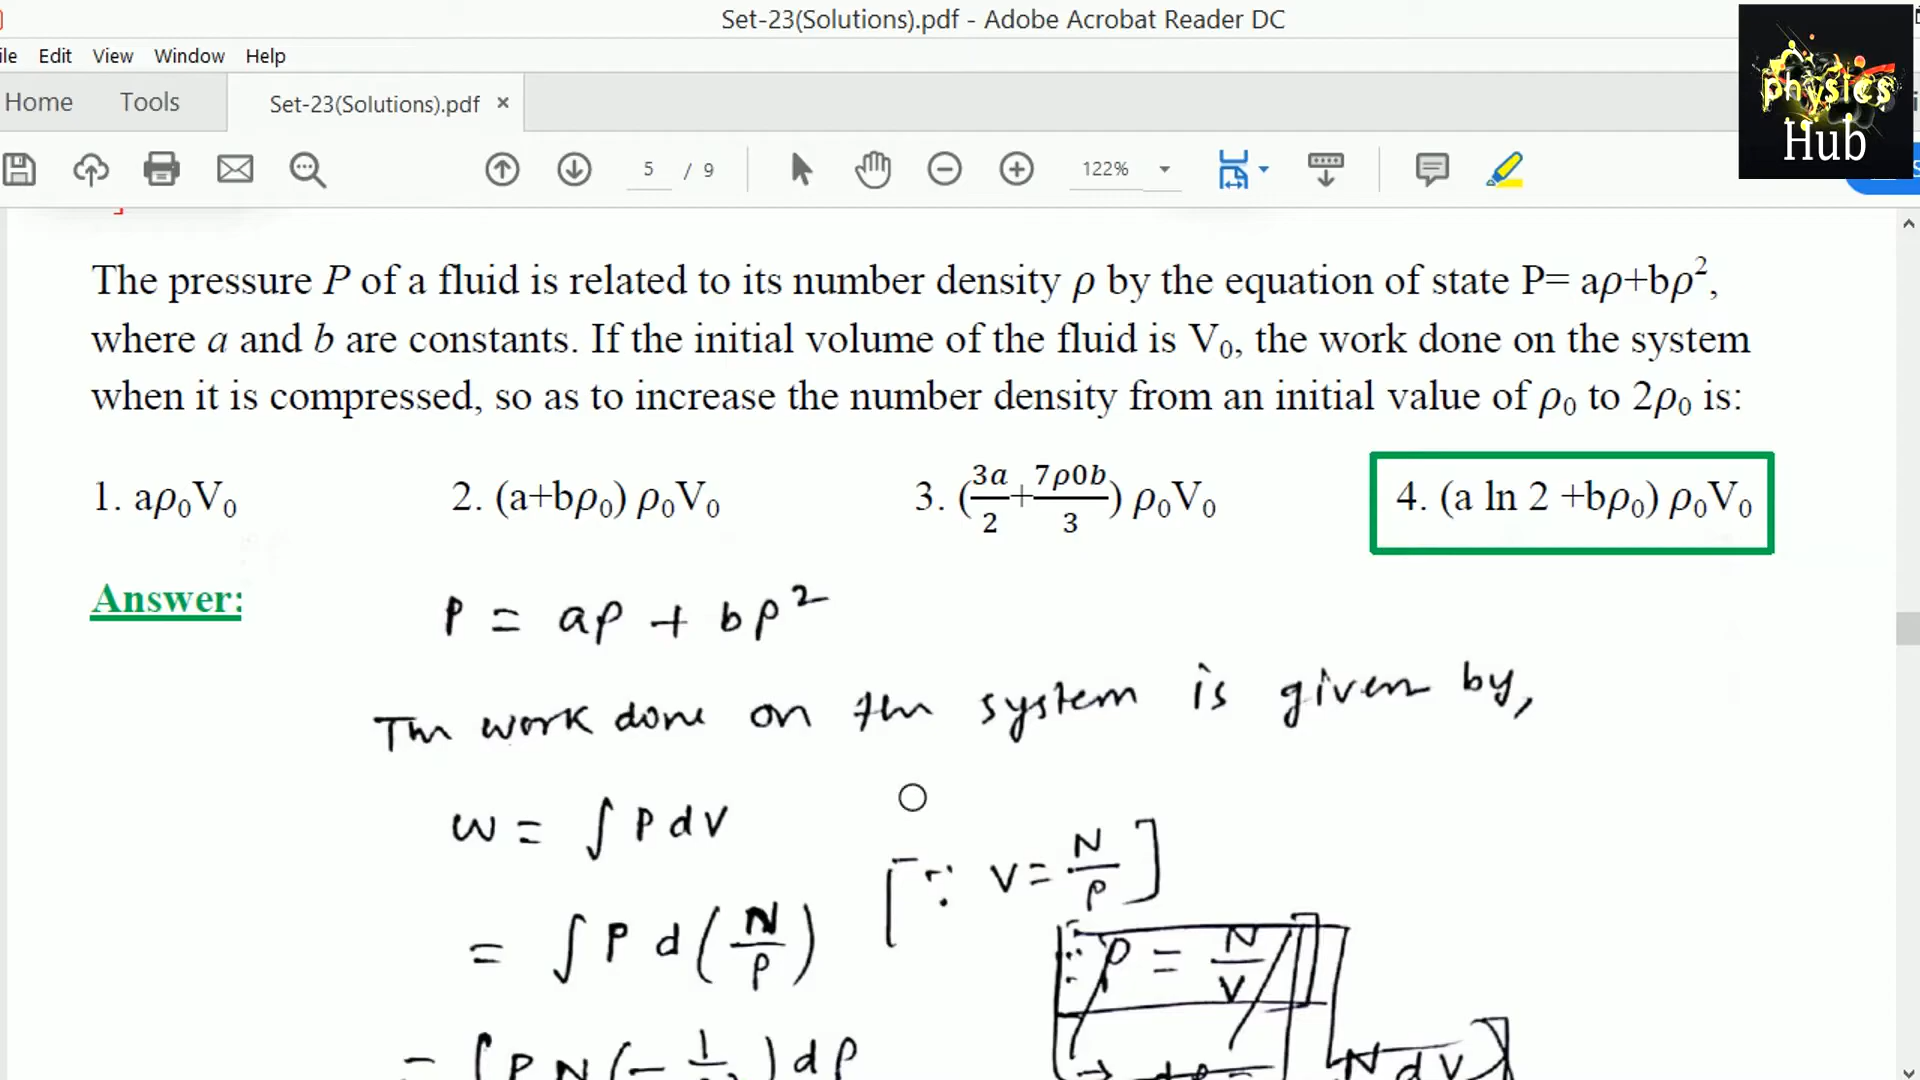 Set-23(Solutions).pdf - Adobe Acrobat Reader DC
ile Edit View Window Help
Home Tools Set-23(Solutions).pdf ×
5 / 9 122%
physics
Hub
The pressure P of a fluid is related to its number density ρ by the equation of state P= aρ+bρ²,
where a and b are constants. If the initial volume of the fluid is V₀, the work done on the system
when it is compressed, so as to increase the number density from an initial value of ρ₀ to 2ρ₀ is:
1. aρ₀V₀ 2. (a+bρ₀) ρ₀V₀ 3. (3a/2+7ρ0b/3) ρ₀V₀ 4. (a ln 2 +bρ₀) ρ₀V₀
Answer:
P = aρ + bρ²
The work done on the system is given by,
W = ∫ P dV
[∵ V = N/ρ]
= ∫ P d(N/ρ)
ρ = N/V